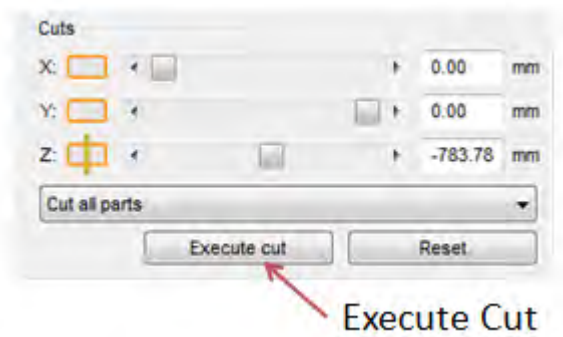 Cuts
X: 0.00 mm
Y: 0.00 mm
Z: -783.78 mm
Cut all parts
Execute cut Reset
Execute Cut